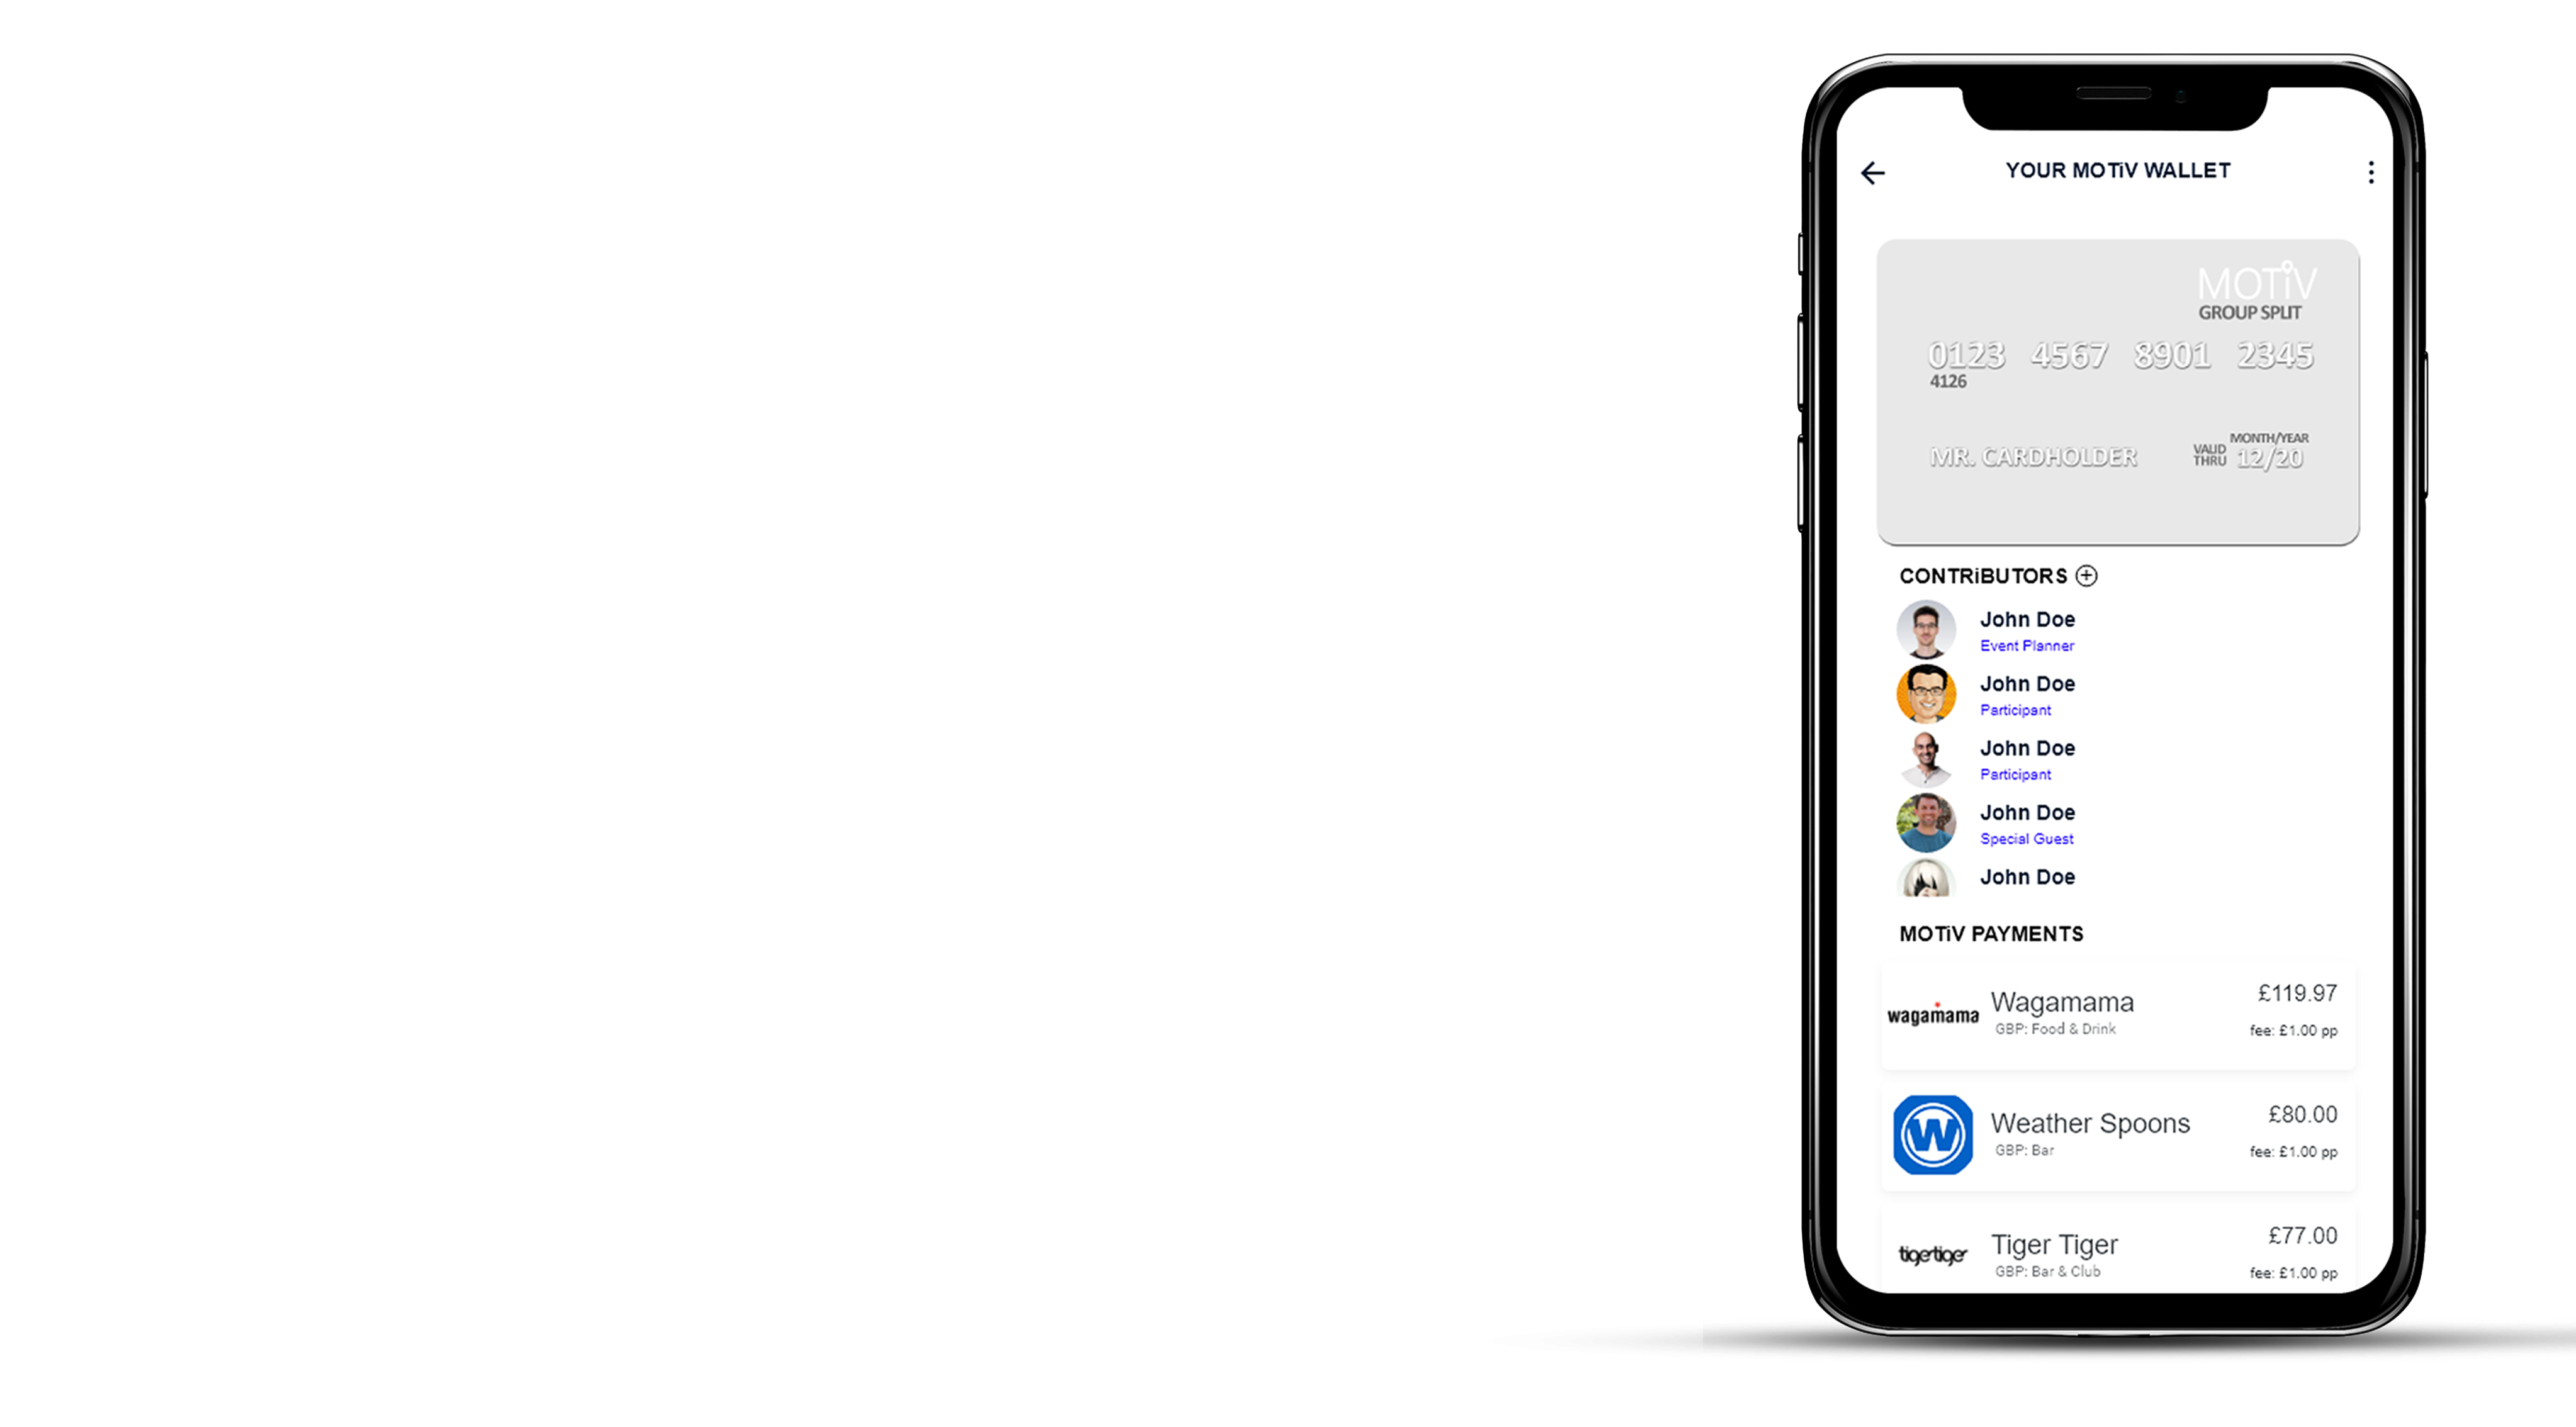 YOUR MOTiV WALLET
MOTiV
GROUP SPLIT
0123 4567 8901 2345
4126
MONTH/YEAR
MR. CARDHOLDER VALID THRU 12/20
CONTRiBUTORS
John Doe
Event Planner
John Doe
Participant
John Doe
Participant
John Doe
Special Guest
John Doe
MOTiV PAYMENTS
wagamama Wagamama £119.97
GBP: Food & Drink fee: £1.00 pp
W Weather Spoons £80.00
GBP: Bar fee: £1.00 pp
tigertiger Tiger Tiger £77.00
GBP: Bar & Club fee: £1.00 pp